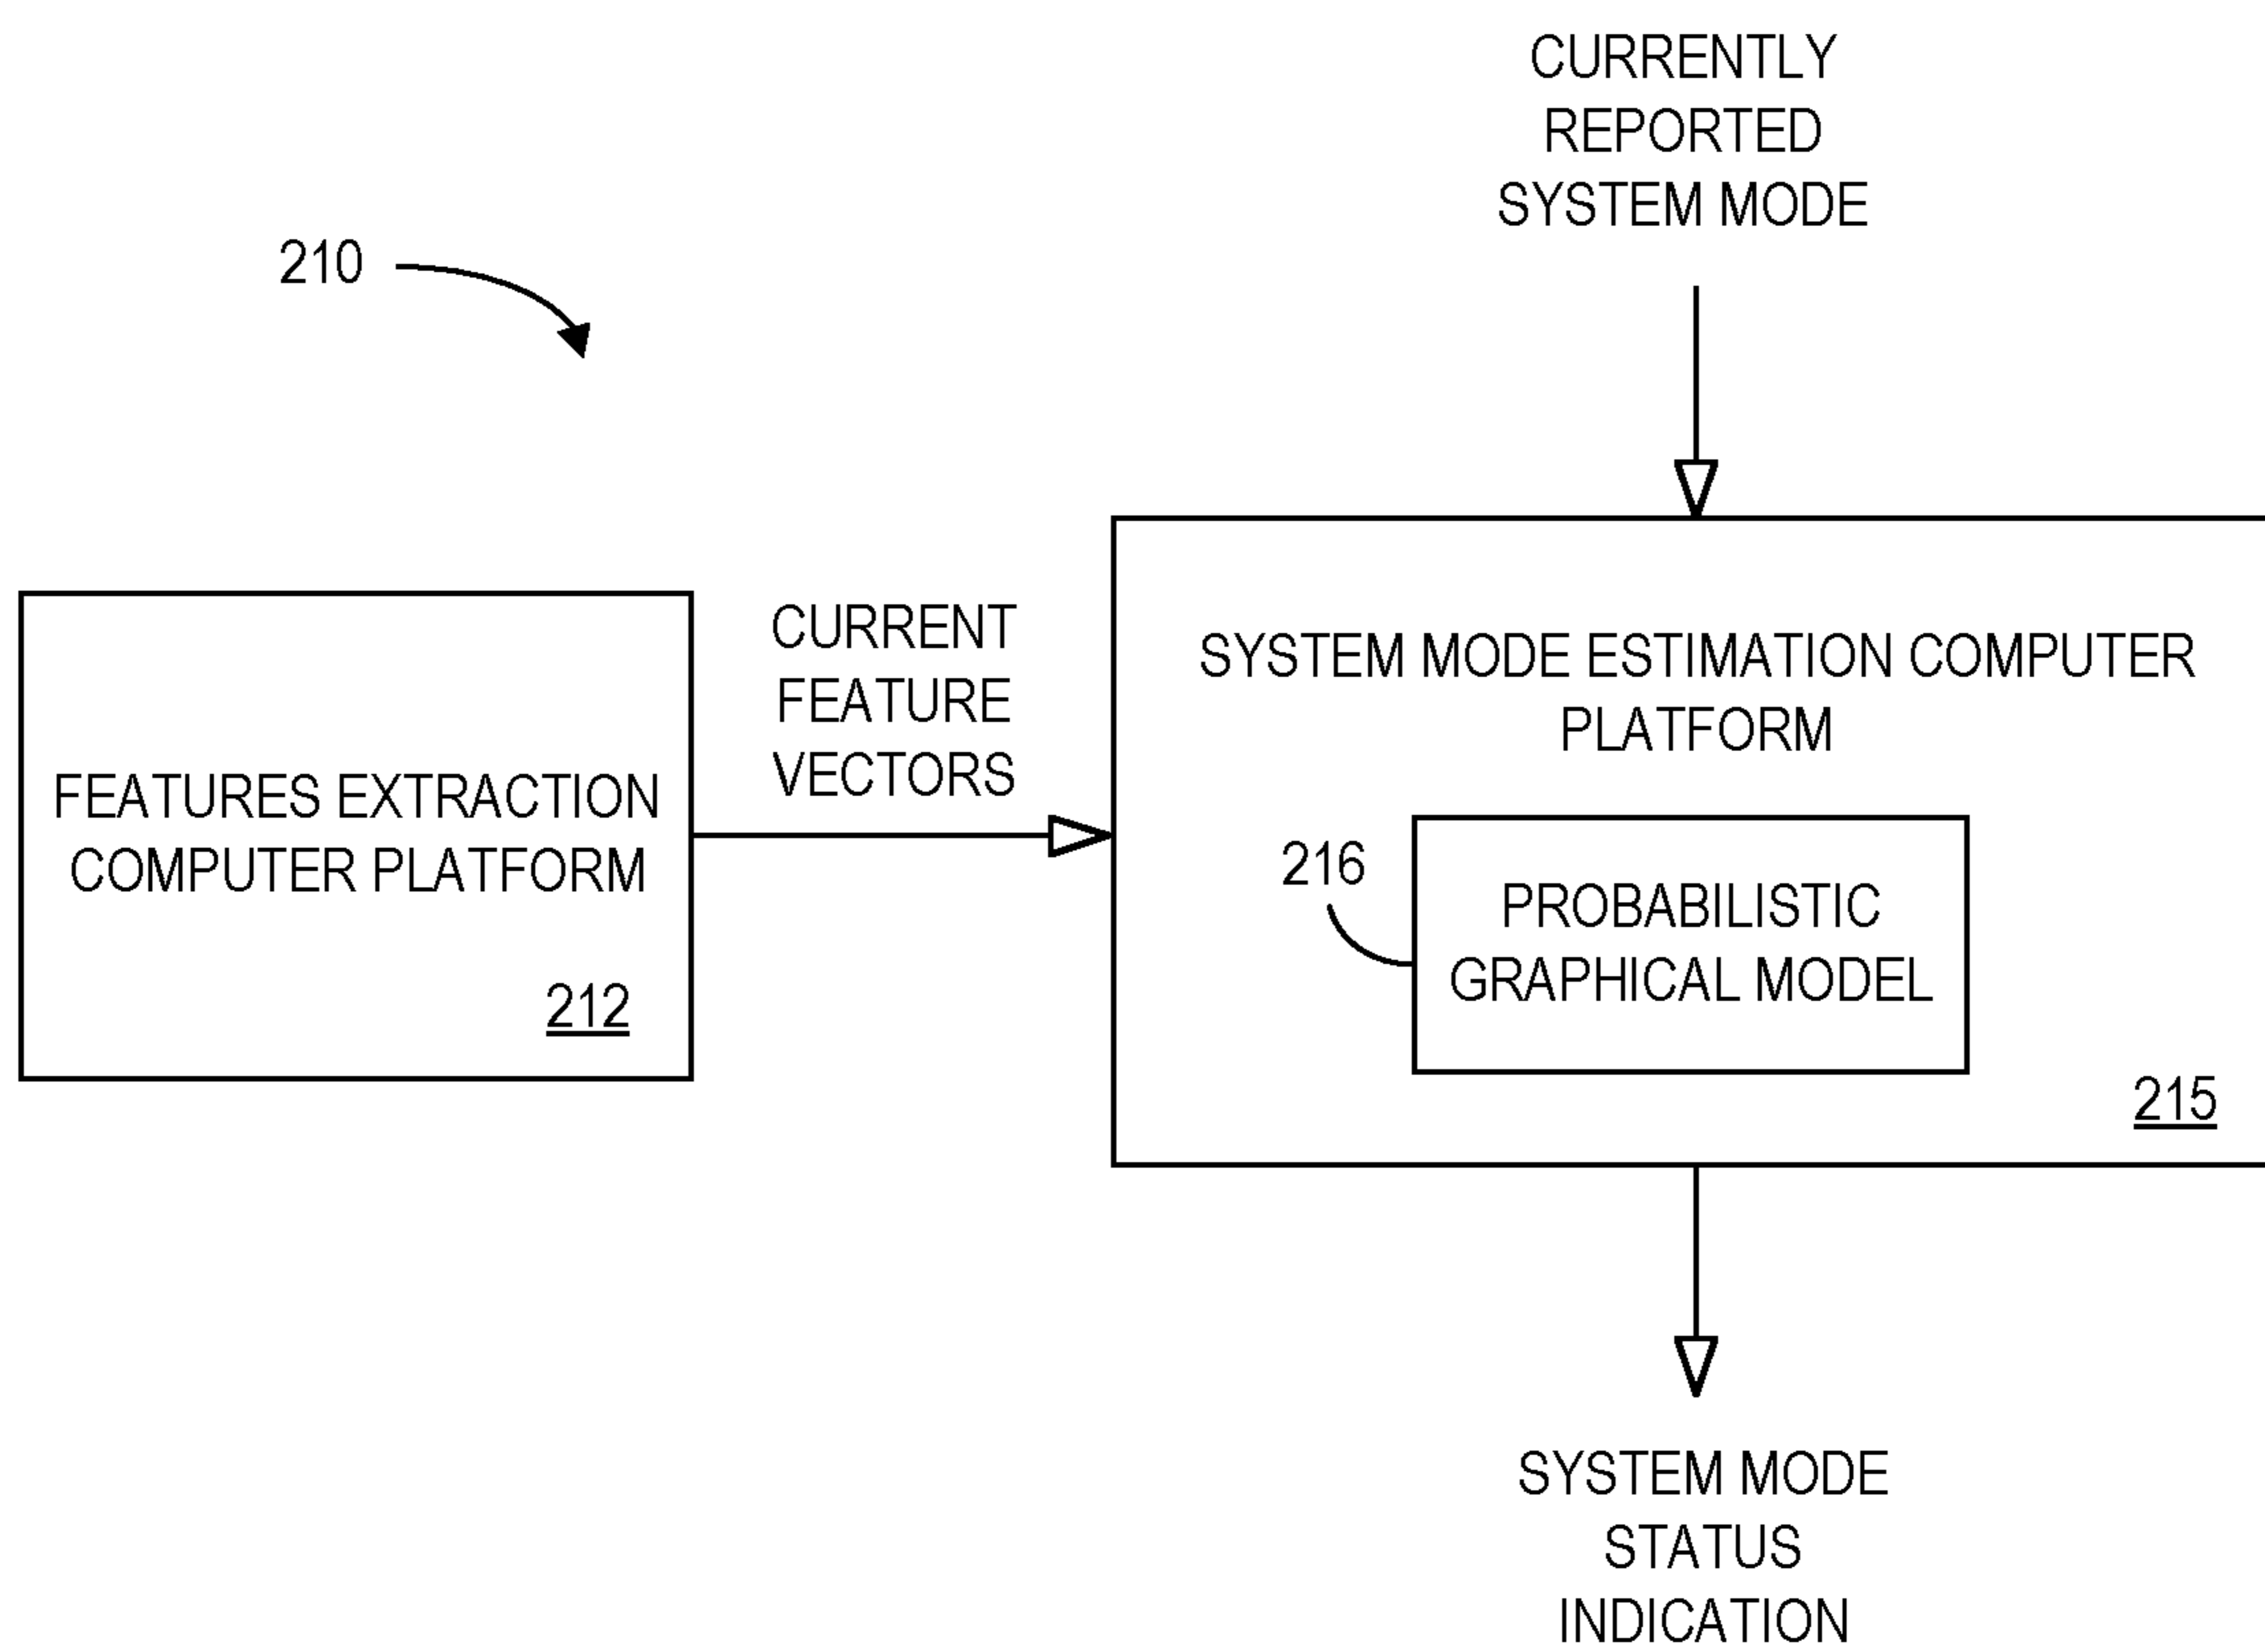 CURRENTLY
REPORTED
SYSTEM MODE
210
CURRENT
FEATURE
VECTORS
SYSTEM MODE ESTIMATION COMPUTER
PLATFORM
FEATURES EXTRACTION
COMPUTER PLATFORM
212
216
PROBABILISTIC
GRAPHICAL MODEL
215
SYSTEM MODE
STATUS
INDICATION